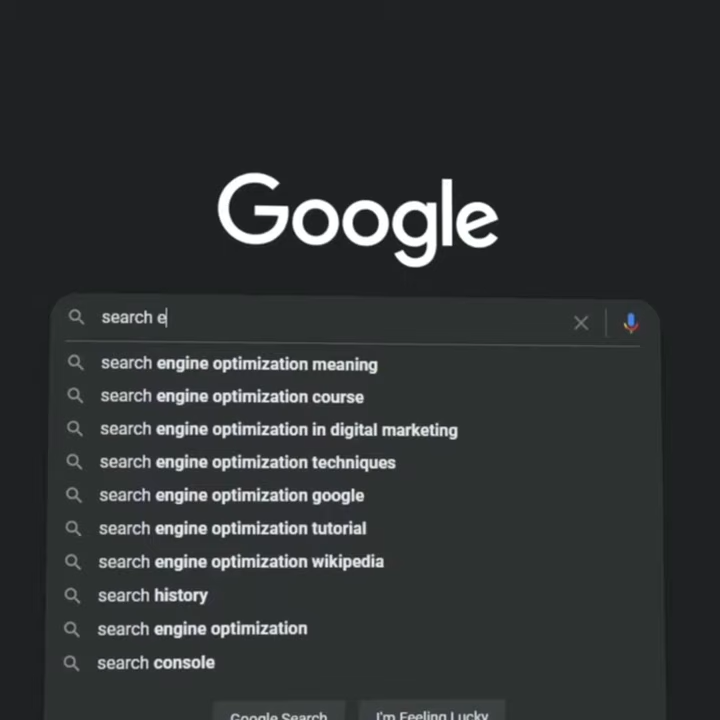 Google
search e
search engine optimization meaning
search engine optimization course
search engine optimization in digital marketing
search engine optimization techniques
search engine optimization google
search engine optimization tutorial
search engine optimization wikipedia
search history
search engine optimization
search console
Google Search
I'm Feeling Lucky